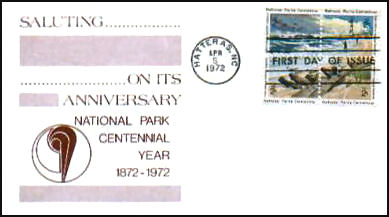 SALUTING
ON ITS
ANNIVERSARY
NATIONAL PARK
CENTENNIAL
YEAR
1872-1972
HATTERAS, NC
APR
5
1972
National Parks Centennial National Parks Centennial
FIRST DAY OF ISSUE
National Parks Centennial National Parks Centennial